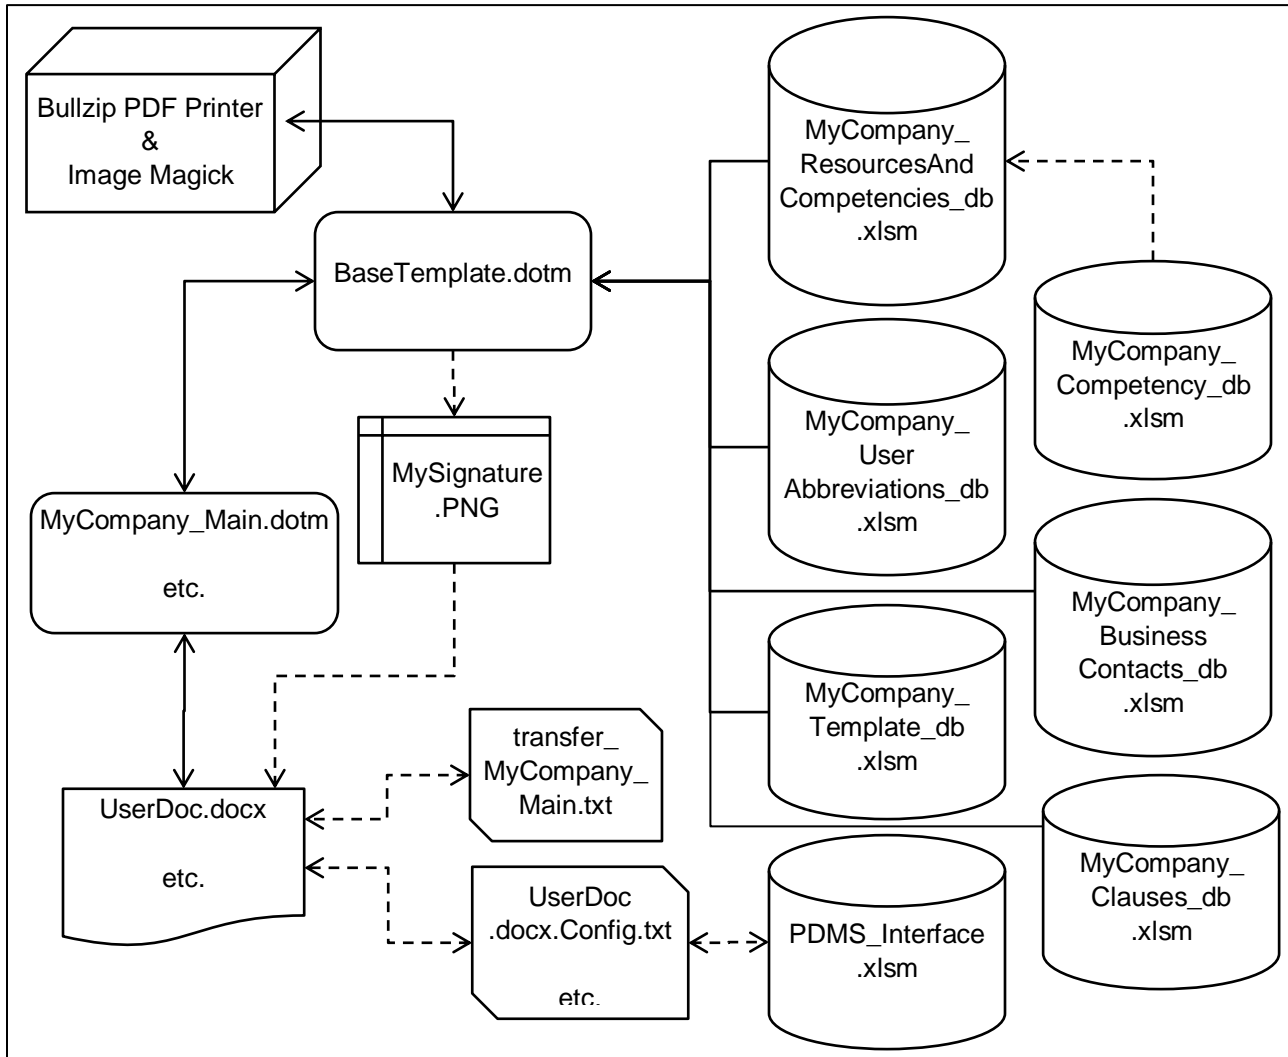 Bullzip PDF Printer
&
Image Magick
BaseTemplate.dotm
MySignature
.PNG
MyCompany_Main.dotm
etc.
UserDoc.docx
etc.
transfer_
MyCompany_
Main.txt
UserDoc
.docx.Config.txt
etc.
MyCompany_
ResourcesAnd
Competencies_db
.xlsm
MyCompany_
Competency_db
.xlsm
MyCompany_
User
Abbreviations_db
.xlsm
MyCompany_
Business
Contacts_db
.xlsm
MyCompany_
Template_db
.xlsm
MyCompany_
Clauses_db
.xlsm
PDMS_Interface
.xlsm